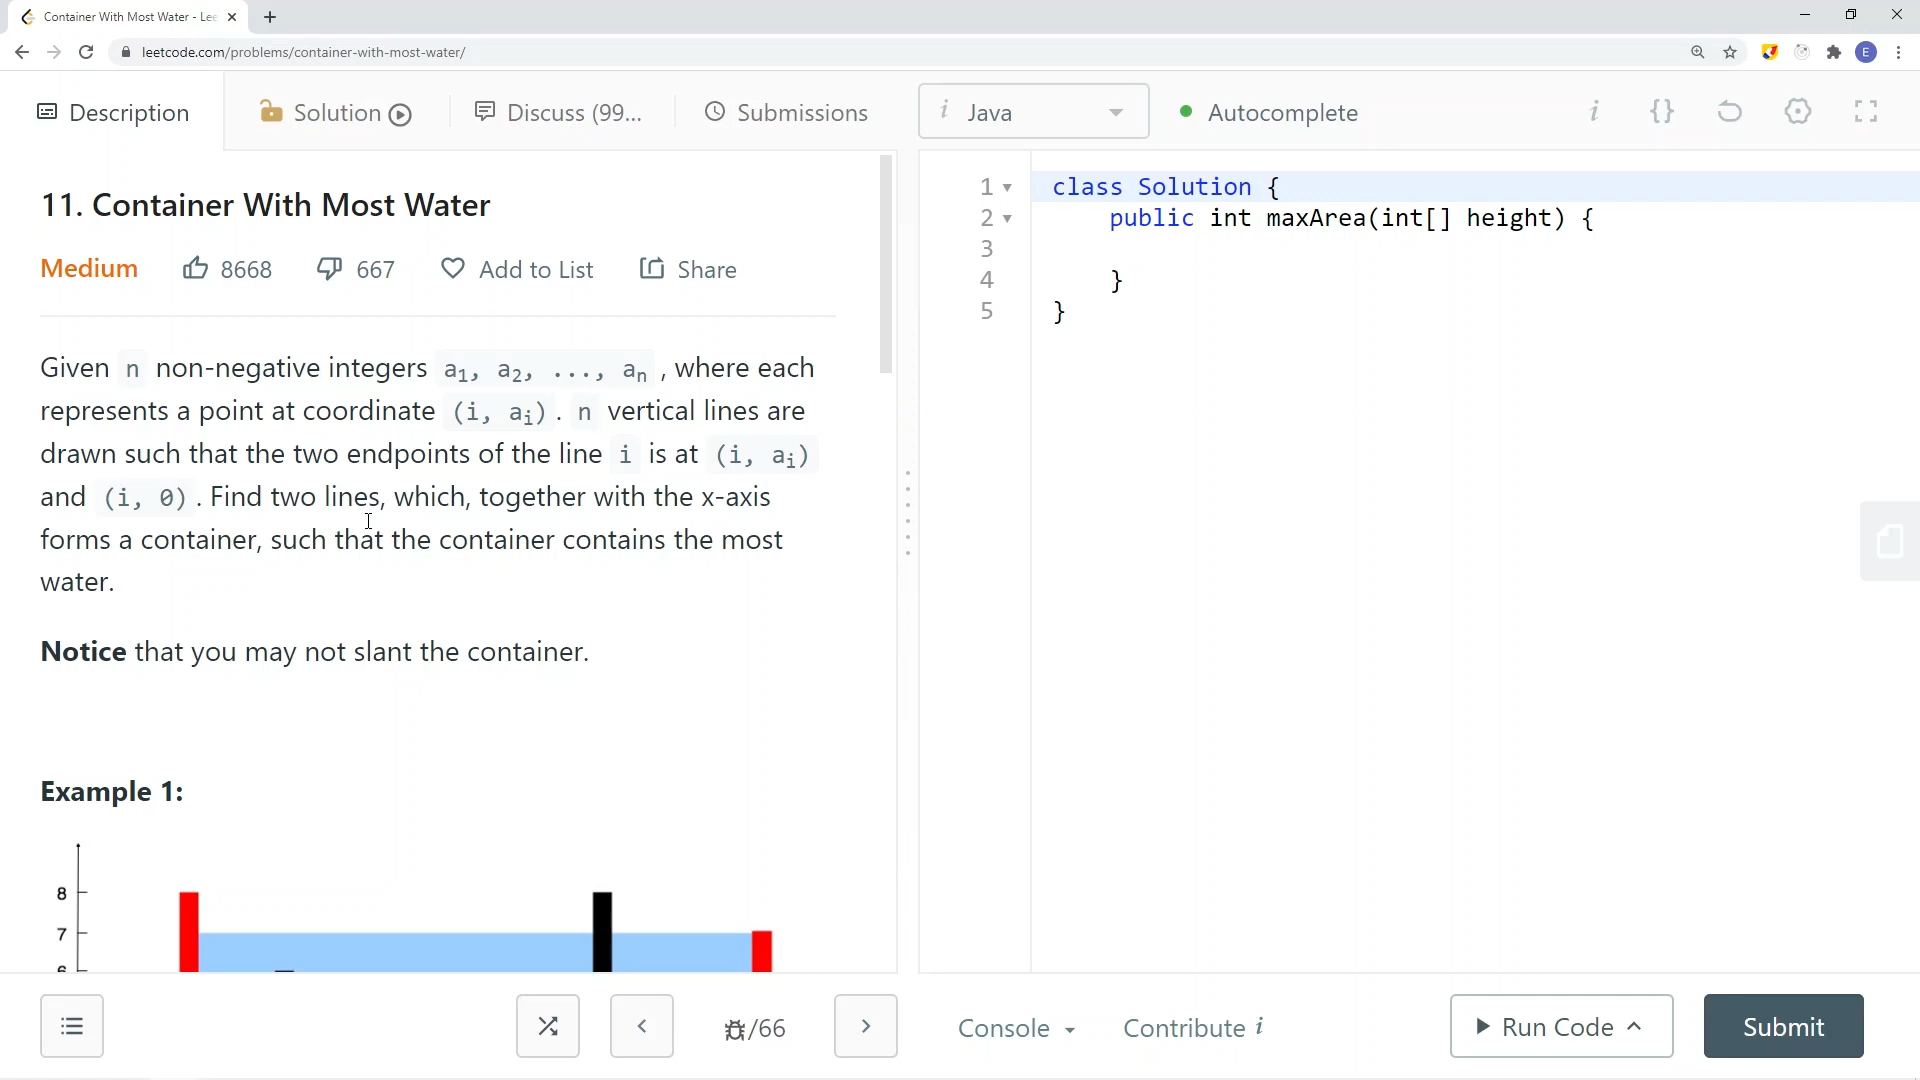 Container With Most Water - Lee
leetcode.com/problems/container-with-most-water/
E
Description
Solution
Discuss (99...
Submissions
i Java
Autocomplete
i {}
11. Container With Most Water
Medium 8668 667 Add to List Share
Given n non-negative integers a₁, a₂, ..., aₙ , where each
represents a point at coordinate (i, aᵢ). n vertical lines are
drawn such that the two endpoints of the line i is at (i, aᵢ)
and (i, 0). Find two lines, which, together with the x-axis
forms a container, such that the container contains the most
water.
Notice that you may not slant the container.
Example 1:
8
7
6
1 class Solution {
2     public int maxArea(int[] height) {
3
4     }
5 }
/66
Console
Contribute i
Run Code
Submit